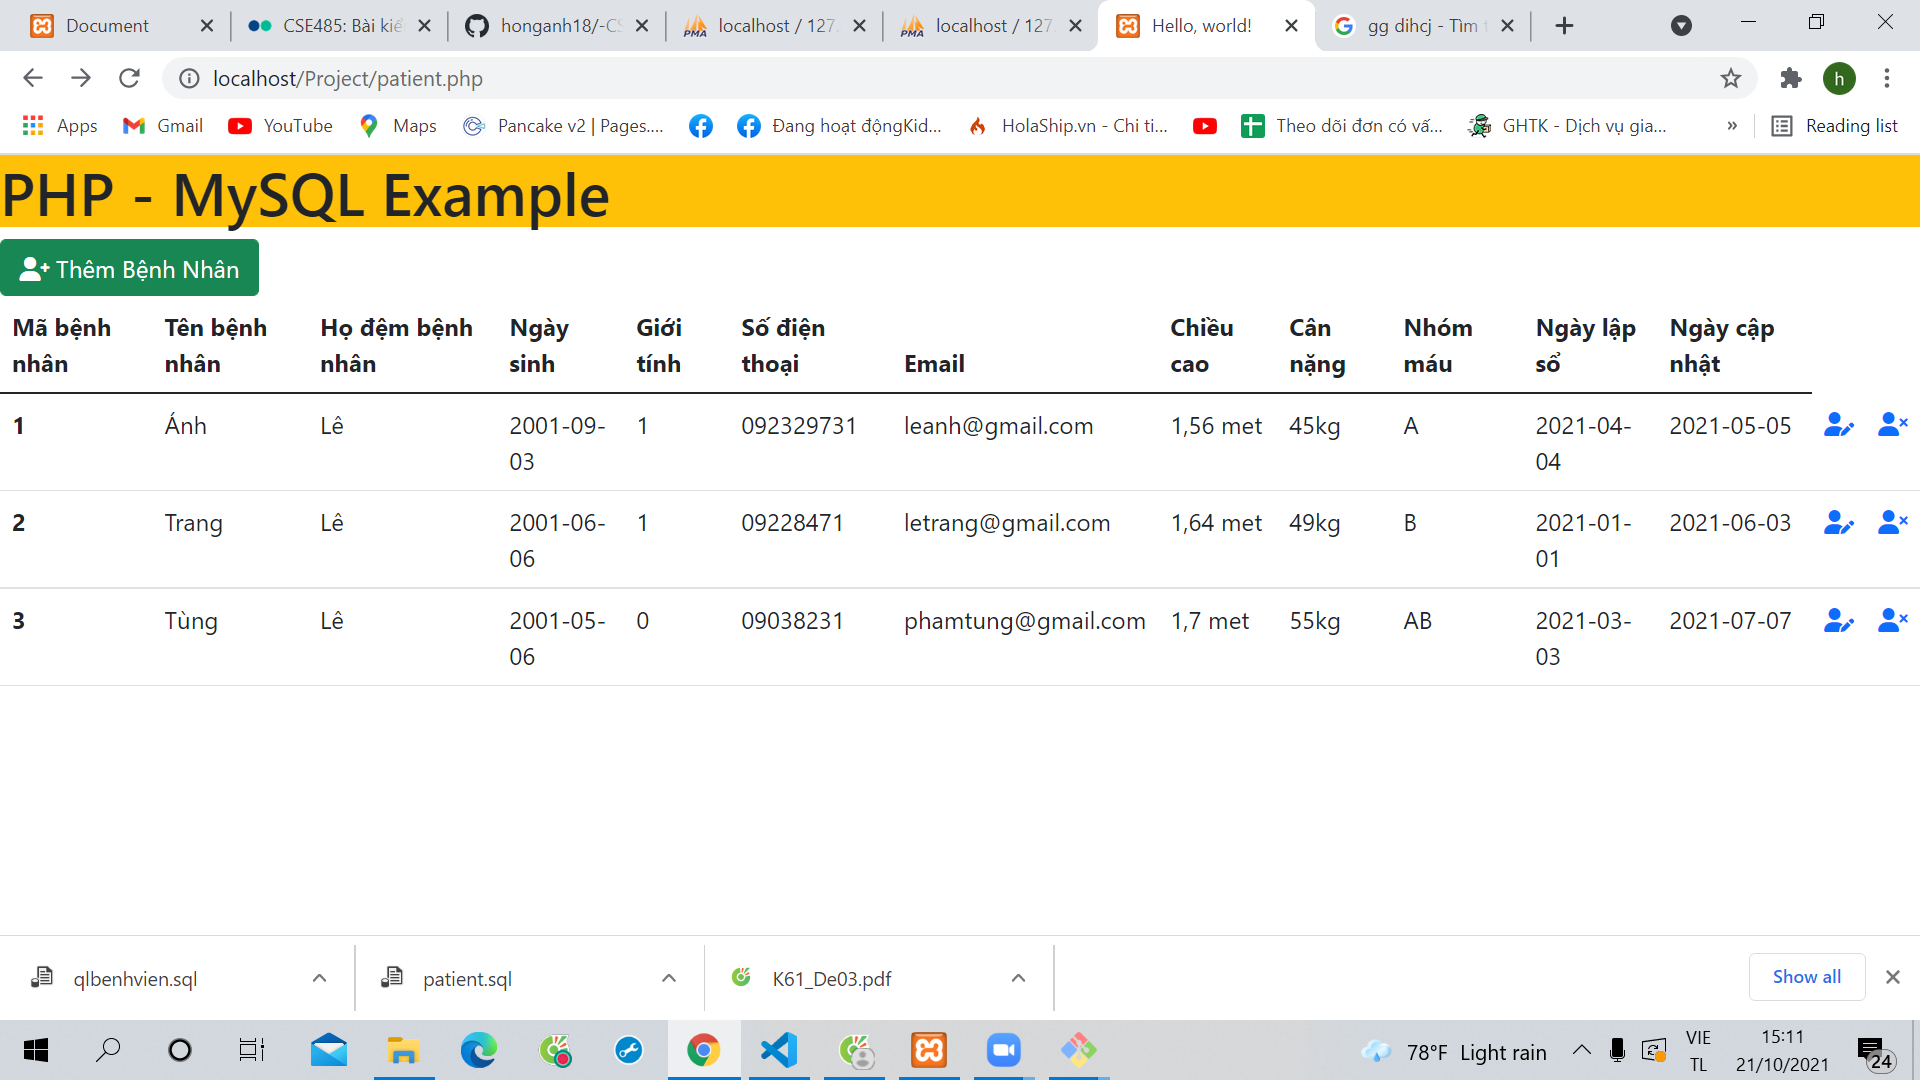 Document
CSE485: Bài kiể
honganh18/-CS
localhost / 127.
localhost / 127.
Hello, world!
gg dihcj - Tìm t
localhost/Project/patient.php
h
Apps
Gmail
YouTube
Maps
Pancake v2 | Pages....
Đang hoạt độngKid...
HolaShip.vn - Chi ti...
Theo dõi đơn có vấ...
GHTK - Dịch vụ gia...
»
Reading list
PHP - MySQL Example
Thêm Bệnh Nhân
Mã bệnh nhân
Tên bệnh nhân
Họ đệm bệnh nhân
Ngày sinh
Giới tính
Số điện thoại
Email
Chiều cao
Cân nặng
Nhóm máu
Ngày lập sổ
Ngày cập nhật
1 Ánh Lê 2001-09-03 1 092329731 leanh@gmail.com 1,56 met 45kg A 2021-04-04 2021-05-05
2 Trang Lê 2001-06-06 1 09228471 letrang@gmail.com 1,64 met 49kg B 2021-01-01 2021-06-03
3 Tùng Lê 2001-05-06 0 09038231 phamtung@gmail.com 1,7 met 55kg AB 2021-03-03 2021-07-07
qlbenhvien.sql
patient.sql
K61_De03.pdf
Show all
78°F Light rain
VIE
TL
15:11
21/10/2021
24